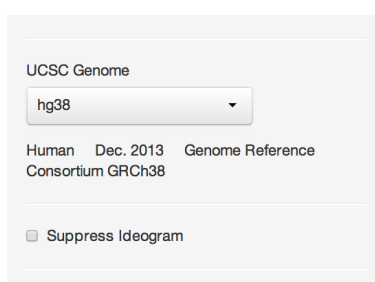 UCSC Genome
hg38
Human Dec. 2013 Genome Reference
Consortium GRCh38
Suppress Ideogram